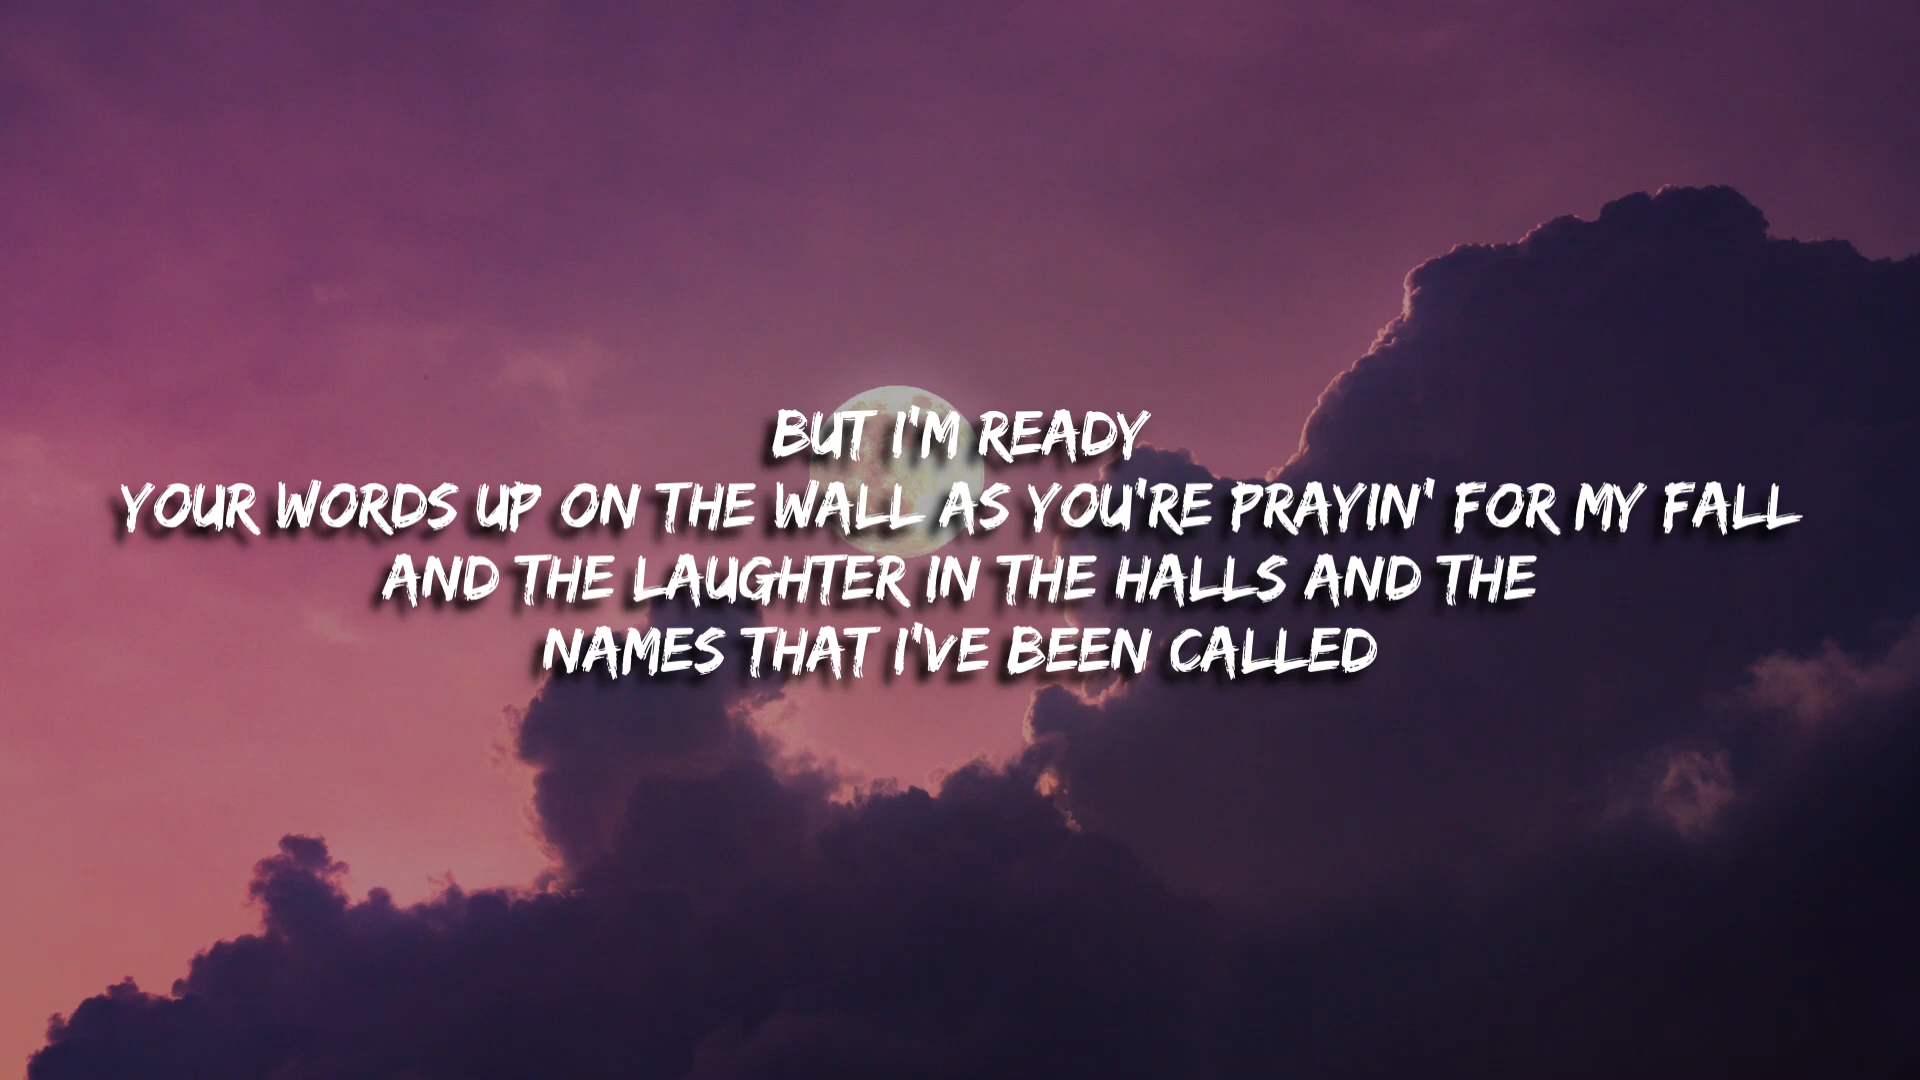 BUT I'M READY
YOUR WORDS UP ON THE WALL AS YOU'RE PRAYIN' FOR MY FALL
AND THE LAUGHTER IN THE HALLS AND THE
NAMES THAT I'VE BEEN CALLED